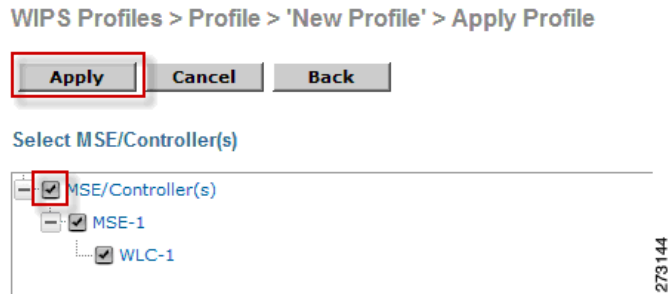 WIPS Profiles > Profile > 'New Profile' > Apply Profile
Apply Cancel Back
Select MSE/Controller(s)
MSE/Controller(s)
MSE-1
WLC-1
273144